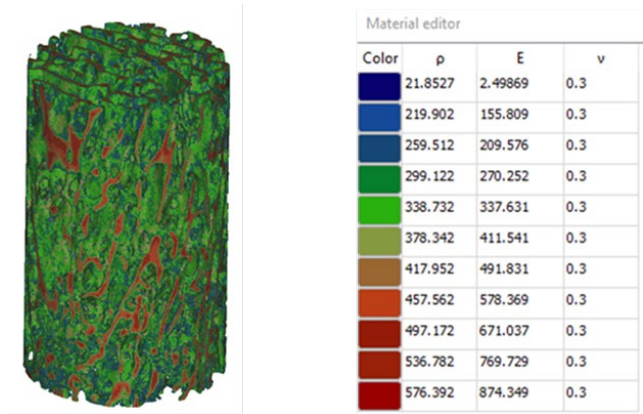 Material editor
Color ρ E ν
21.8527 2.49869 0.3
219.902 155.809 0.3
259.512 209.576 0.3
299.122 270.252 0.3
338.732 337.631 0.3
378.342 411.541 0.3
417.952 491.831 0.3
457.562 578.369 0.3
497.172 671.037 0.3
536.782 769.729 0.3
576.392 874.349 0.3